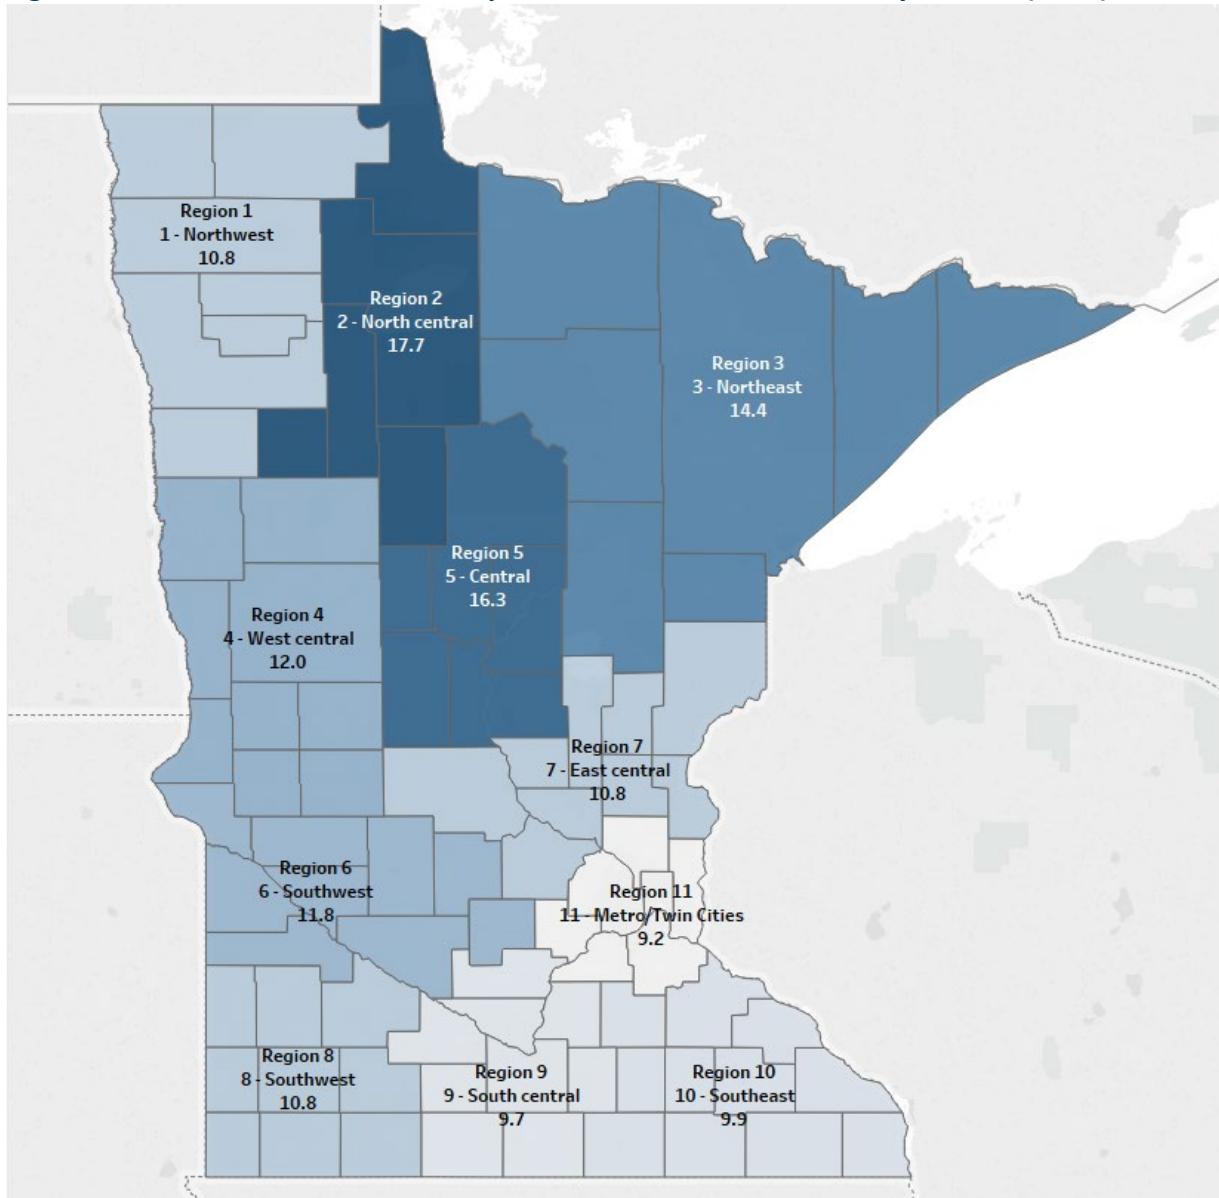 Region 1
1 - Northwest
10.8
Region 2
2 - North central
17.7
Region 3
3 - Northeast
14.4
Region 5
5 - Central
16.3
Region 4
4 - West central
12.0
Region 7
7 - East central
10.8
Region 6
6 - Southwest
11.8
Region 11
11 - Metro/Twin Cities
9.2
Region 8
8 - Southwest
10.8
Region 9
9 - South central
9.7
Region 10
10 - Southeast
9.9